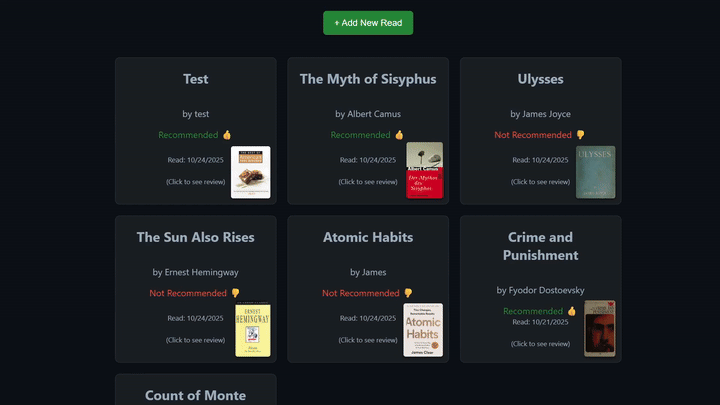 + Add New Read
Test
by test
Recommended 👍
Read: 10/24/2025
(Click to see review)
The Myth of Sisyphus
by Albert Camus
Recommended 👍
Read: 10/24/2025
(Click to see review)
Albert Camus
Der Mythos
des
Sisyphos
Ulysses
by James Joyce
Not Recommended 👎
Read: 10/24/2025
(Click to see review)
ULYSSES
The Sun Also Rises
by Ernest Hemingway
Not Recommended 👎
Read: 10/24/2025
(Click to see review)
ERNEST
HEMINGWAY
Atomic Habits
by James
Not Recommended 👎
Read: 10/24/2025
(Click to see review)
Atomic
Habits
James Clear
Crime and
Punishment
by Fyodor Dostoevsky
Recommended 👍
Read: 10/21/2025
(Click to see review)
Count of Monte